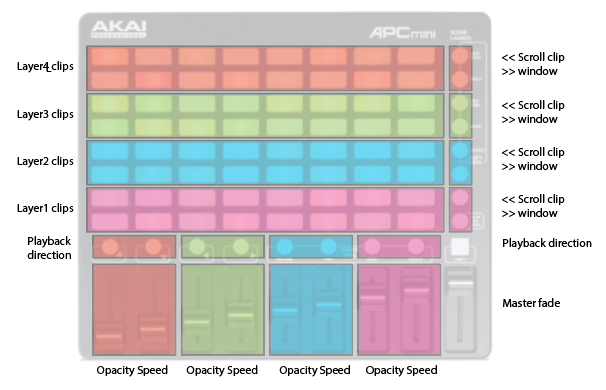 AKAI
PROFESSIONAL
APCmini
SCENE
LAUNCH
Layer4 clips
<< Scroll clip
>> window
Layer3 clips
<< Scroll clip
>> window
Layer2 clips
<< Scroll clip
>> window
Layer1 clips
<< Scroll clip
>> window
Playback
direction
Playback direction
Master fade
Opacity Speed Opacity Speed Opacity Speed Opacity Speed